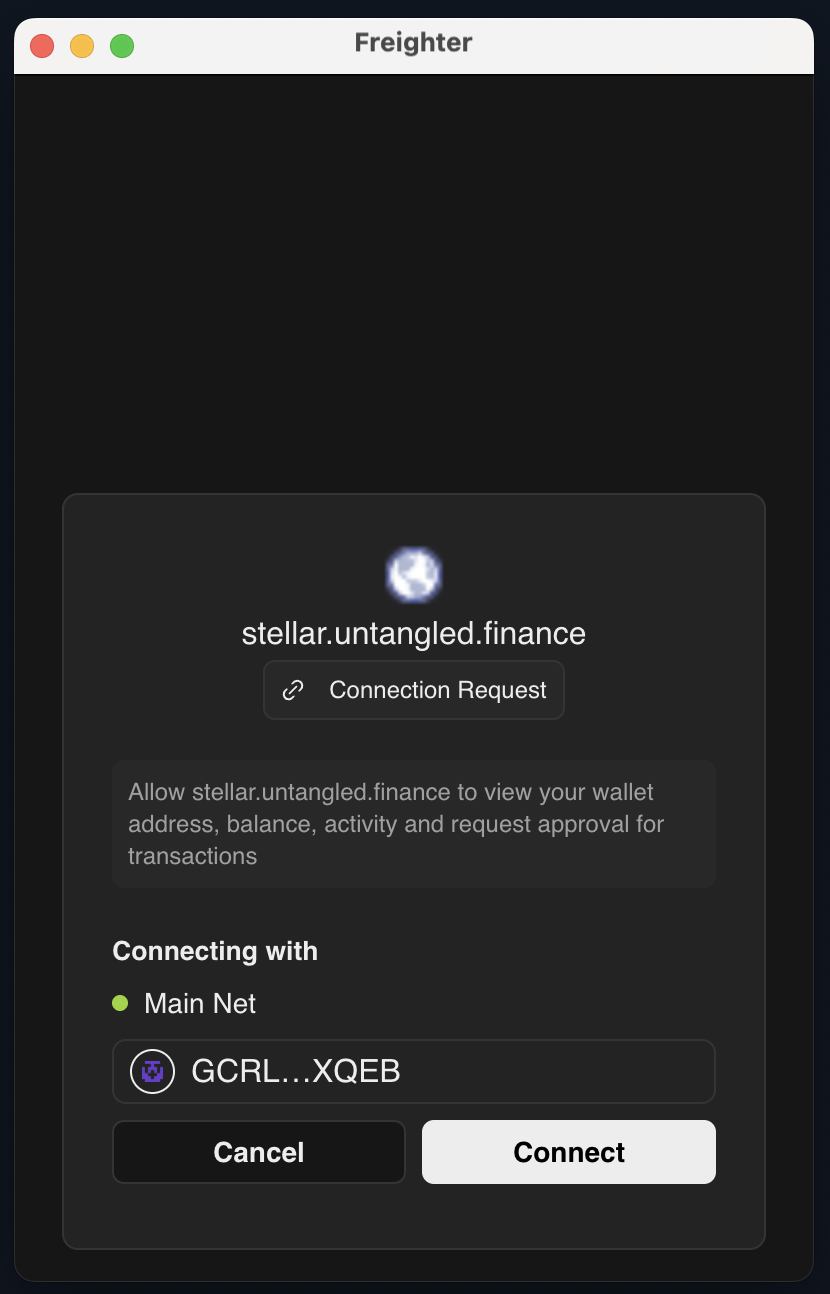 Freighter
stellar.untangled.finance
Connection Request
Allow stellar.untangled.finance to view your wallet
address, balance, activity and request approval for
transactions
Connecting with
Main Net
GCRL...XQEB
Cancel
Connect